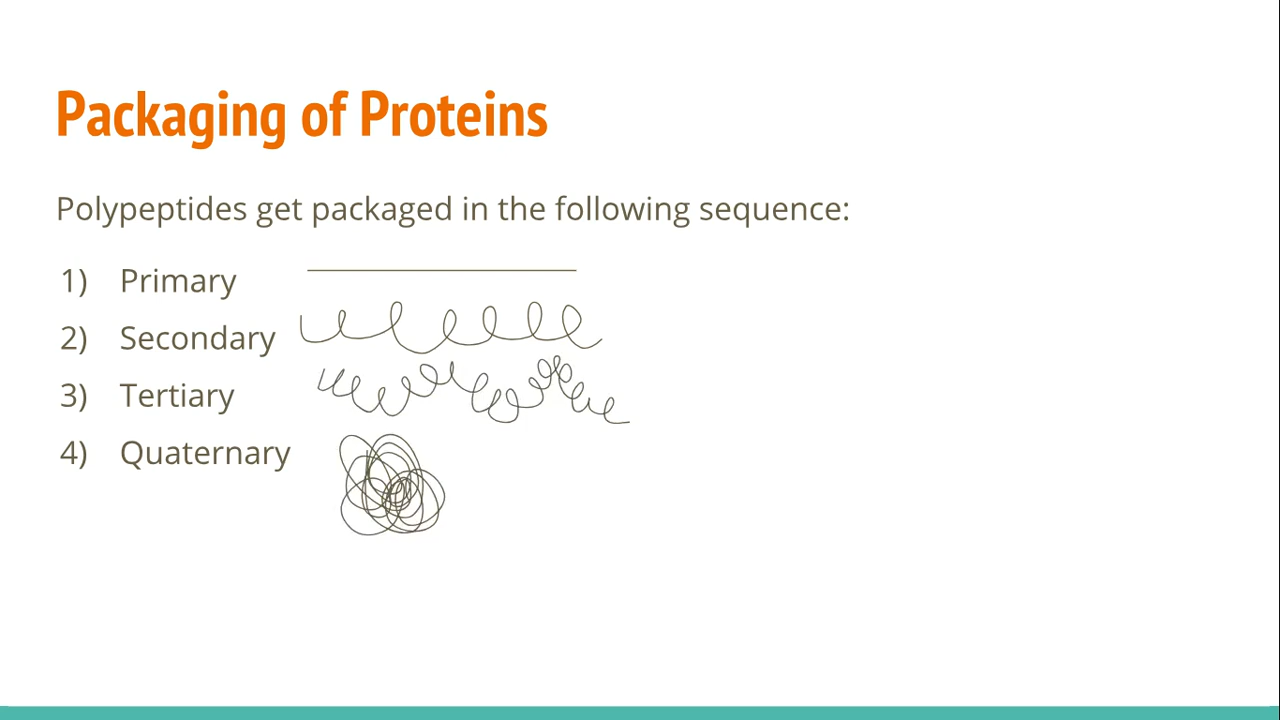 Packaging of Proteins
Polypeptides get packaged in the following sequence:
1) Primary
2) Secondary
3) Tertiary
4) Quaternary